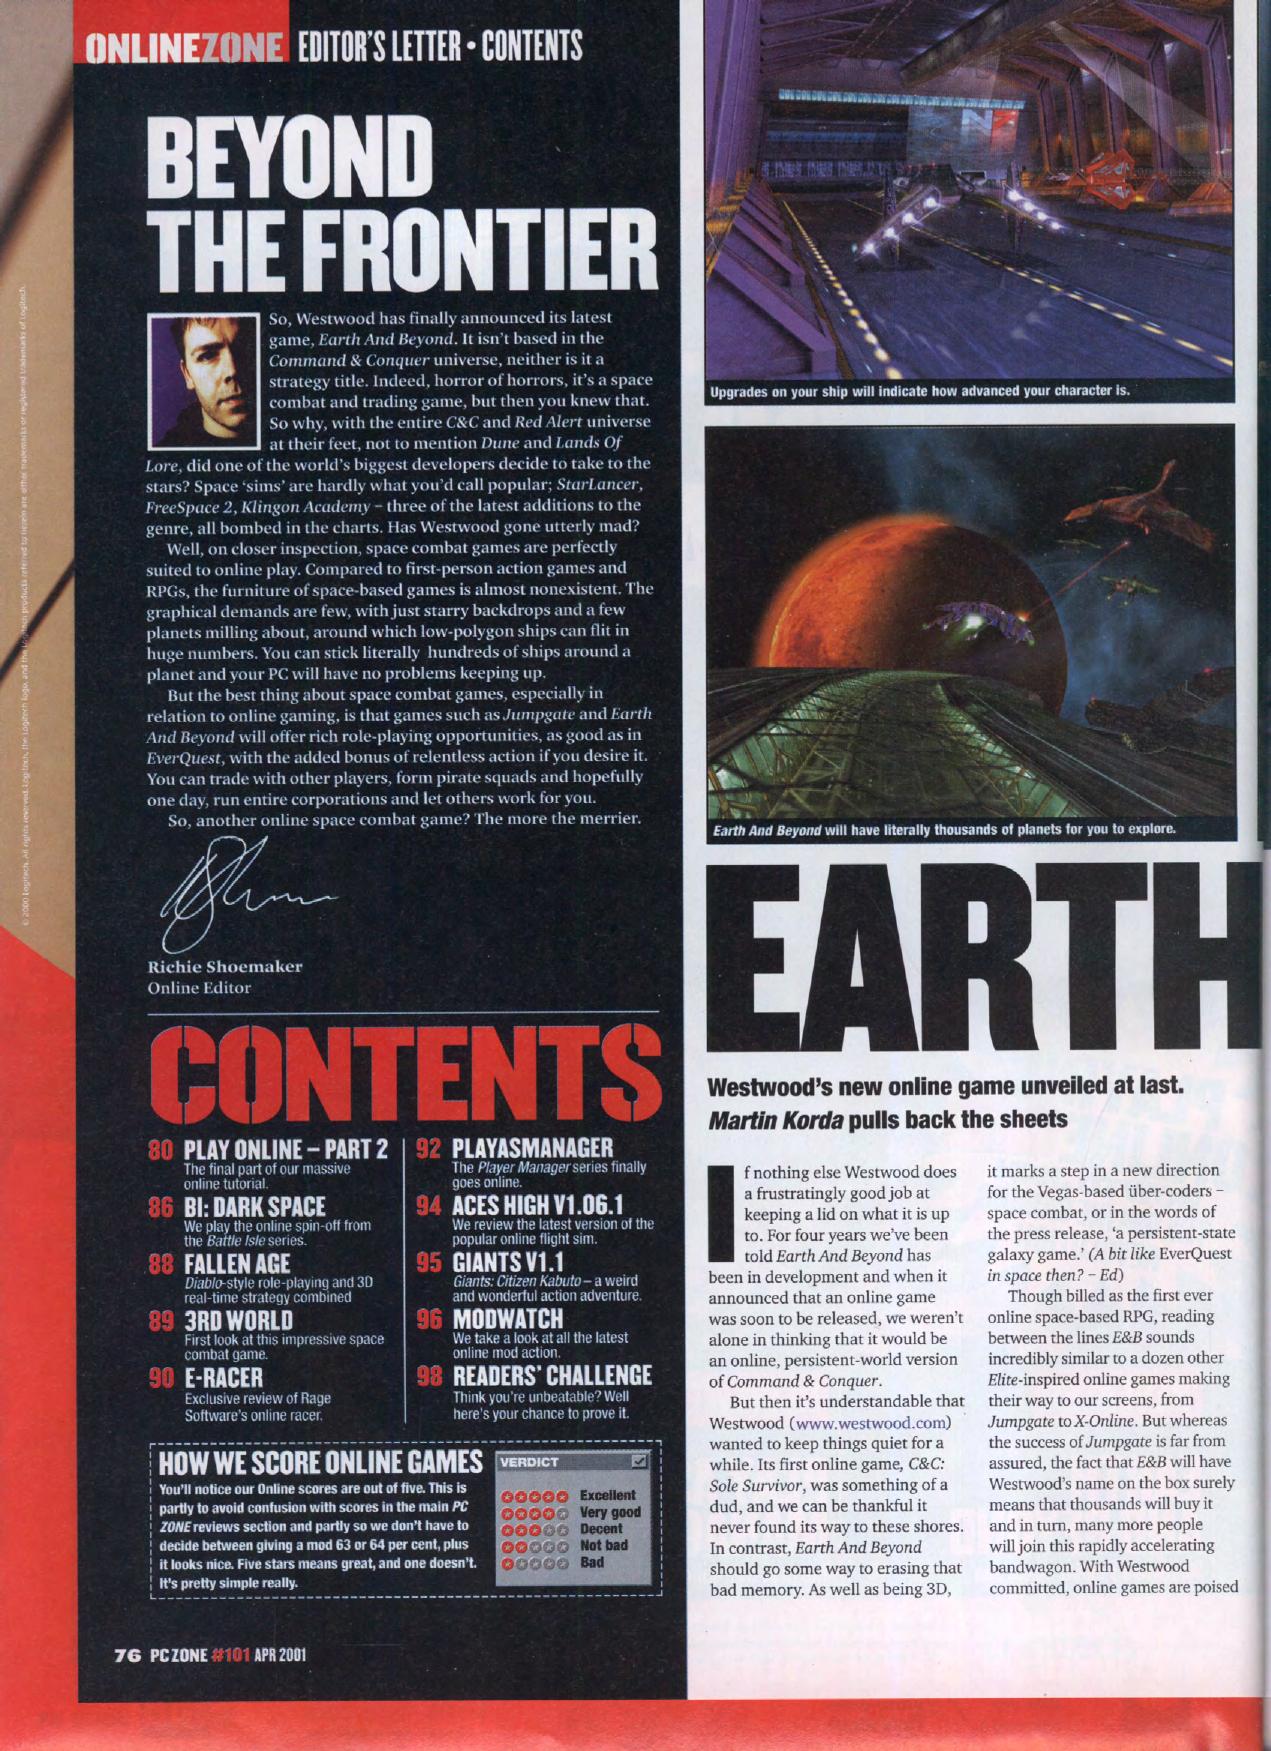 ONLINEZONE EDITOR'S LETTER • CONTENTS
BEYOND
THE FRONTIER
So, Westwood has finally announced its latest
game, Earth And Beyond. It isn't based in the
Command & Conquer universe, neither is it a
strategy title. Indeed, horror of horrors, it's a space
combat and trading game, but then you knew that.
So why, with the entire C&C and Red Alert universe
at their feet, not to mention Dune and Lands Of
Lore, did one of the world's biggest developers decide to take to the
stars? Space 'sims' are hardly what you'd call popular; StarLancer,
FreeSpace 2, Klingon Academy – three of the latest additions to the
genre, all bombed in the charts. Has Westwood gone utterly mad?
Well, on closer inspection, space combat games are perfectly
suited to online play. Compared to first-person action games and
RPGs, the furniture of space-based games is almost nonexistent. The
graphical demands are few, with just starry backdrops and a few
planets milling about, around which low-polygon ships can flit in
huge numbers. You can stick literally hundreds of ships around a
planet and your PC will have no problems keeping up.
But the best thing about space combat games, especially in
relation to online gaming, is that games such as Jumpgate and Earth
And Beyond will offer rich role-playing opportunities, as good as in
EverQuest, with the added bonus of relentless action if you desire it.
You can trade with other players, form pirate squads and hopefully
one day, run entire corporations and let others work for you.
So, another online space combat game? The more the merrier.
Richie Shoemaker
Online Editor
CONTENTS
80 PLAY ONLINE – PART 2
The final part of our massive
online tutorial.
86 BI: DARK SPACE
We play the online spin-off from
the Battle Isle series.
88 FALLEN AGE
Diablo-style role-playing and 3D
real-time strategy combined
89 3RD WORLD
First look at this impressive space
combat game.
90 E-RACER
Exclusive review of Rage
Software's online racer.
92 PLAYASMANAGER
The Player Manager series finally
goes online.
94 ACES HIGH V1.06.1
We review the latest version of the
popular online flight sim.
95 GIANTS V1.1
Giants: Citizen Kabuto – a weird
and wonderful action adventure.
96 MODWATCH
We take a look at all the latest
online mod action.
98 READERS' CHALLENGE
Think you're unbeatable? Well
here's your chance to prove it.
HOW WE SCORE ONLINE GAMES
You'll notice our Online scores are out of five. This is
partly to avoid confusion with scores in the main PC
ZONE reviews section and partly so we don't have to
decide between giving a mod 63 or 64 per cent, plus
it looks nice. Five stars means great, and one doesn't.
It's pretty simple really.
VERDICT
Excellent
Very good
Decent
Not bad
Bad
76 PCZONE #101 APR 2001
Upgrades on your ship will indicate how advanced your character is.
Earth And Beyond will have literally thousands of planets for you to explore.
EARTH
Westwood's new online game unveiled at last.
Martin Korda pulls back the sheets
If nothing else Westwood does
a frustratingly good job at
keeping a lid on what it is up
to. For four years we've been
told Earth And Beyond has
been in development and when it
announced that an online game
was soon to be released, we weren't
alone in thinking that it would be
an online, persistent-world version
of Command & Conquer.
But then it's understandable that
Westwood (www.westwood.com)
wanted to keep things quiet for a
while. Its first online game, C&C:
Sole Survivor, was something of a
dud, and we can be thankful it
never found its way to these shores.
In contrast, Earth And Beyond
should go some way to erasing that
bad memory. As well as being 3D,
it marks a step in a new direction
for the Vegas-based über-coders –
space combat, or in the words of
the press release, 'a persistent-state
galaxy game.' (A bit like EverQuest
in space then? – Ed)
Though billed as the first ever
online space-based RPG, reading
between the lines E&B sounds
incredibly similar to a dozen other
Elite-inspired online games making
their way to our screens, from
Jumpgate to X-Online. But whereas
the success of Jumpgate is far from
assured, the fact that E&B will have
Westwood's name on the box surely
means that thousands will buy it
and in turn, many more people
will join this rapidly accelerating
bandwagon. With Westwood
committed, online games are poised
© 2000 Logitech. All rights reserved. Logitech, the Logitech logo, and the Logitech products referred to herein are either trademarks or registered trademarks of Logitech.